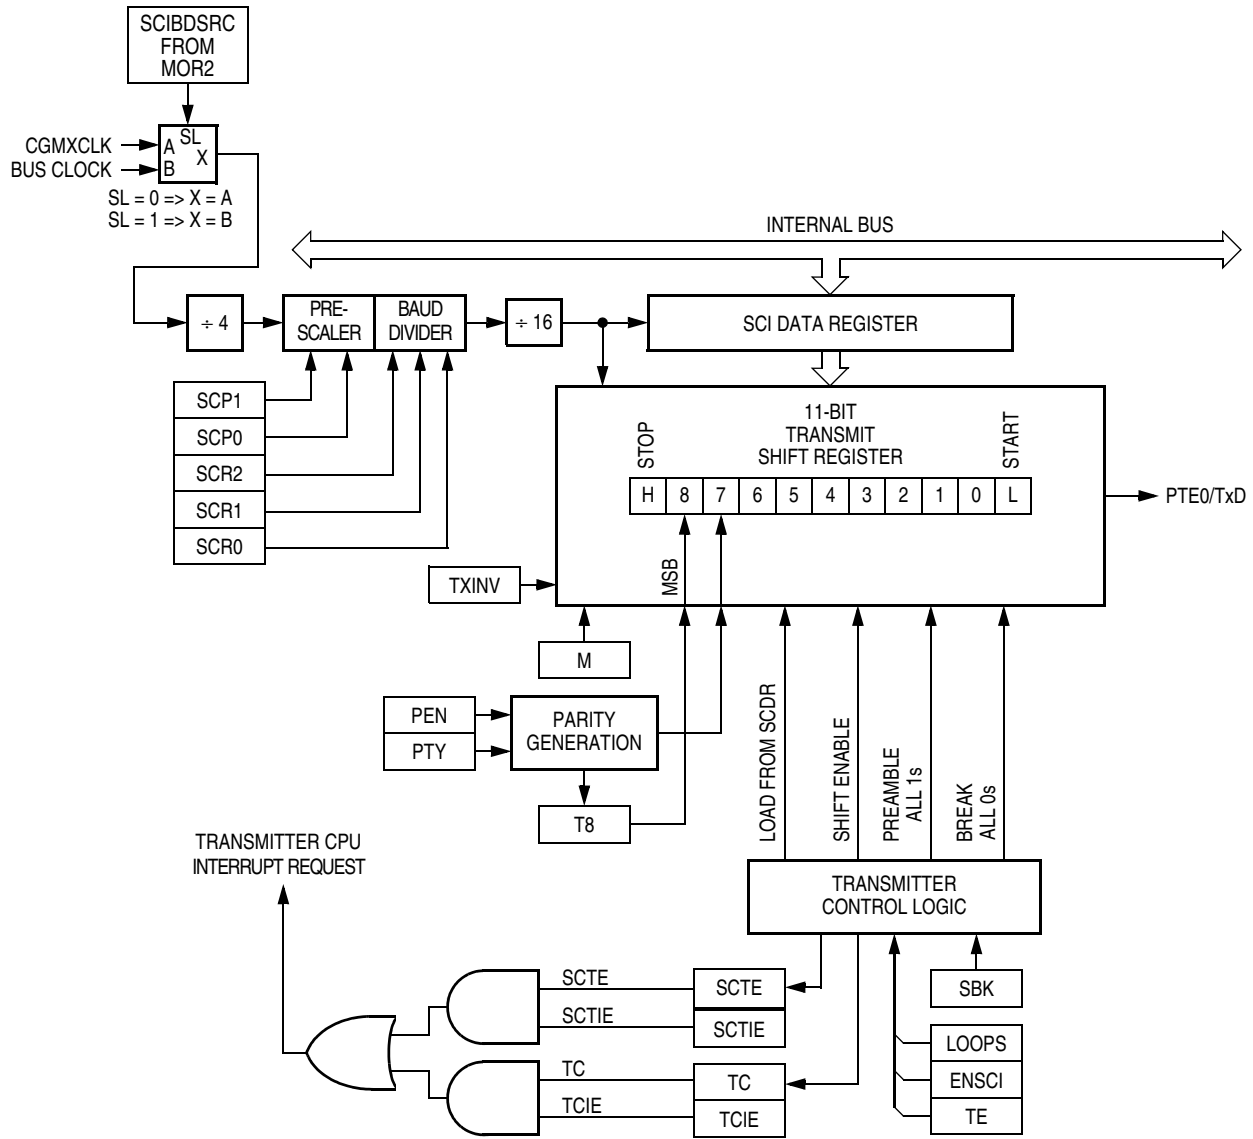 SCIBDSRC
FROM
MOR2
CGMXCLK
BUS CLOCK
A
B
SL
X
SL = 0 => X = A
SL = 1 => X = B
INTERNAL BUS
÷ 4
PRE-
SCALER
BAUD
DIVIDER
÷ 16
SCI DATA REGISTER
SCP1
SCP0
SCR2
SCR1
SCR0
11-BIT
TRANSMIT
SHIFT REGISTER
STOP
START
H 8 7 6 5 4 3 2 1 0 L
PTE0/TxD
TXINV
MSB
M
PEN
PTY
PARITY
GENERATION
T8
LOAD FROM SCDR
SHIFT ENABLE
PREAMBLE
ALL 1s
BREAK
ALL 0s
TRANSMITTER CPU
INTERRUPT REQUEST
TRANSMITTER
CONTROL LOGIC
SCTE
SCTIE
SCTE
SCTIE
TC
TCIE
TC
TCIE
SBK
LOOPS
ENSCI
TE